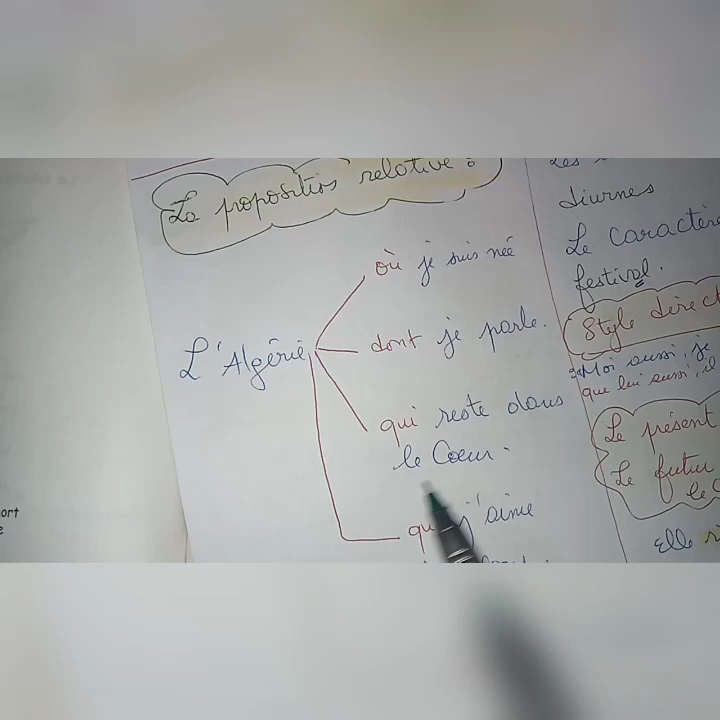 La proposition relative :
où je suis née
L'Algérie
dont je parle.
qui reste dans
le Coeur.
j'aime
diurnes
Le caractère
festival.
Style direct
Moi aussi, je
que lui aussi, il
Le présent
Le futur
le
Elle
ort
e